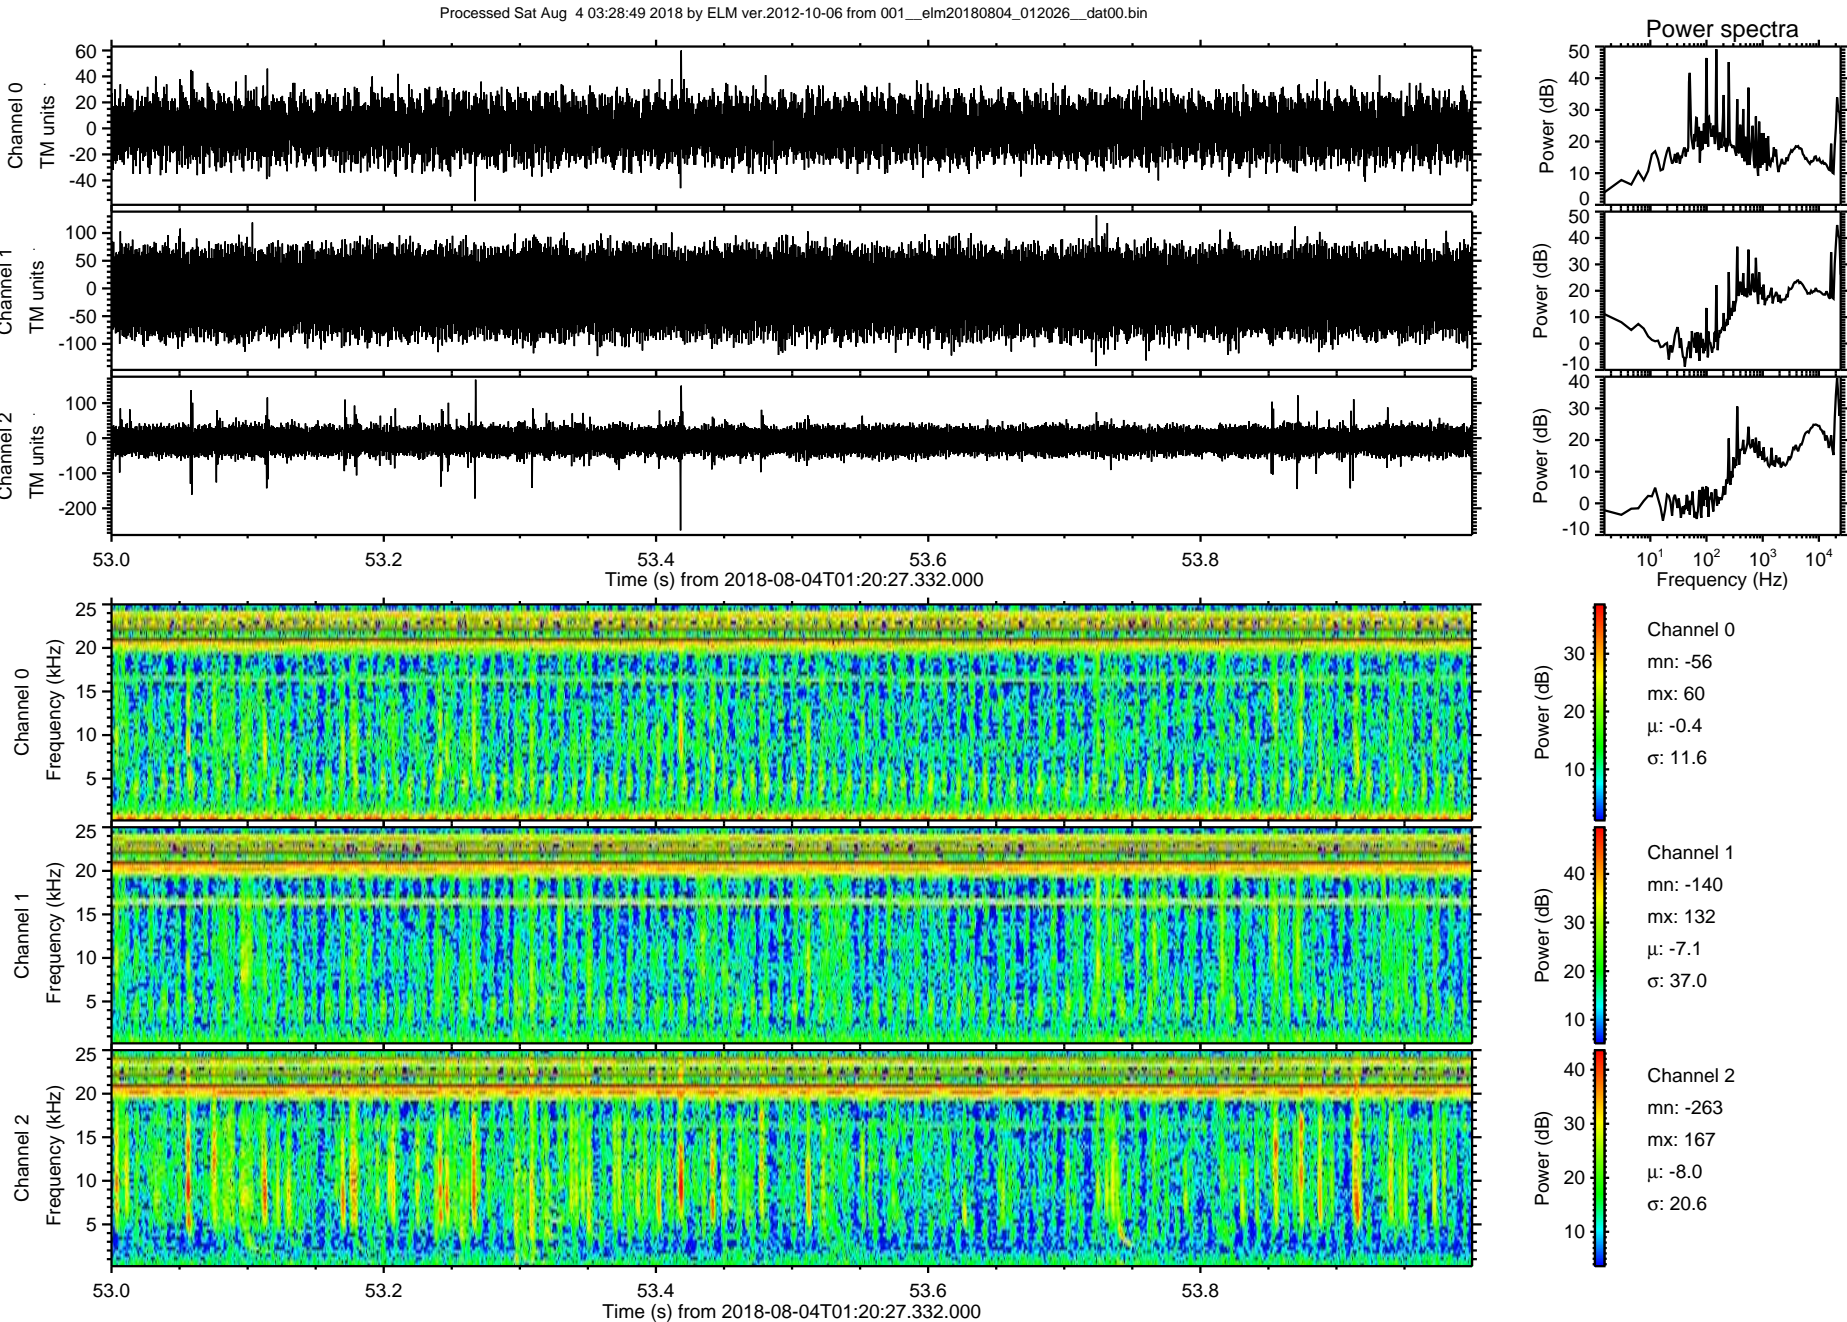 Processed Sat Aug  4 03:28:49 2018 by ELM ver.2012-10-06 from 001__elm20180804_012026__dat00.bin
Power spectra
Channel 0
TM units
60
40
20
0
-20
-40
Power (dB)
50
40
30
20
10
0
Channel 1
TM units
100
50
0
-50
-100
Power (dB)
50
40
30
20
10
0
-10
Channel 2
TM units
100
0
-100
-200
Power (dB)
40
30
20
10
0
-10
53.0 53.2 53.4 53.6 53.8
Time (s) from 2018-08-04T01:20:27.332.000
10^1 10^2 10^3 10^4
Frequency (Hz)
Channel 0
Frequency (kHz)
25
20
15
10
5
Power (dB)
30
20
10
Channel 0
mn: -56
mx: 60
μ: -0.4
σ: 11.6
Channel 1
Frequency (kHz)
25
20
15
10
5
Power (dB)
40
30
20
10
Channel 1
mn: -140
mx: 132
μ: -7.1
σ: 37.0
Channel 2
Frequency (kHz)
25
20
15
10
5
Power (dB)
40
30
20
10
Channel 2
mn: -263
mx: 167
μ: -8.0
σ: 20.6
53.0 53.2 53.4 53.6 53.8
Time (s) from 2018-08-04T01:20:27.332.000